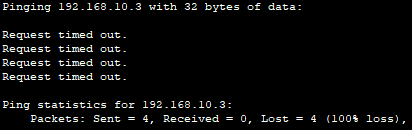 Pinging 192.168.10.3 with 32 bytes of data:
Request timed out.
Request timed out.
Request timed out.
Request timed out.
Ping statistics for 192.168.10.3:
Packets: Sent = 4, Received = 0, Lost = 4 (100% loss),